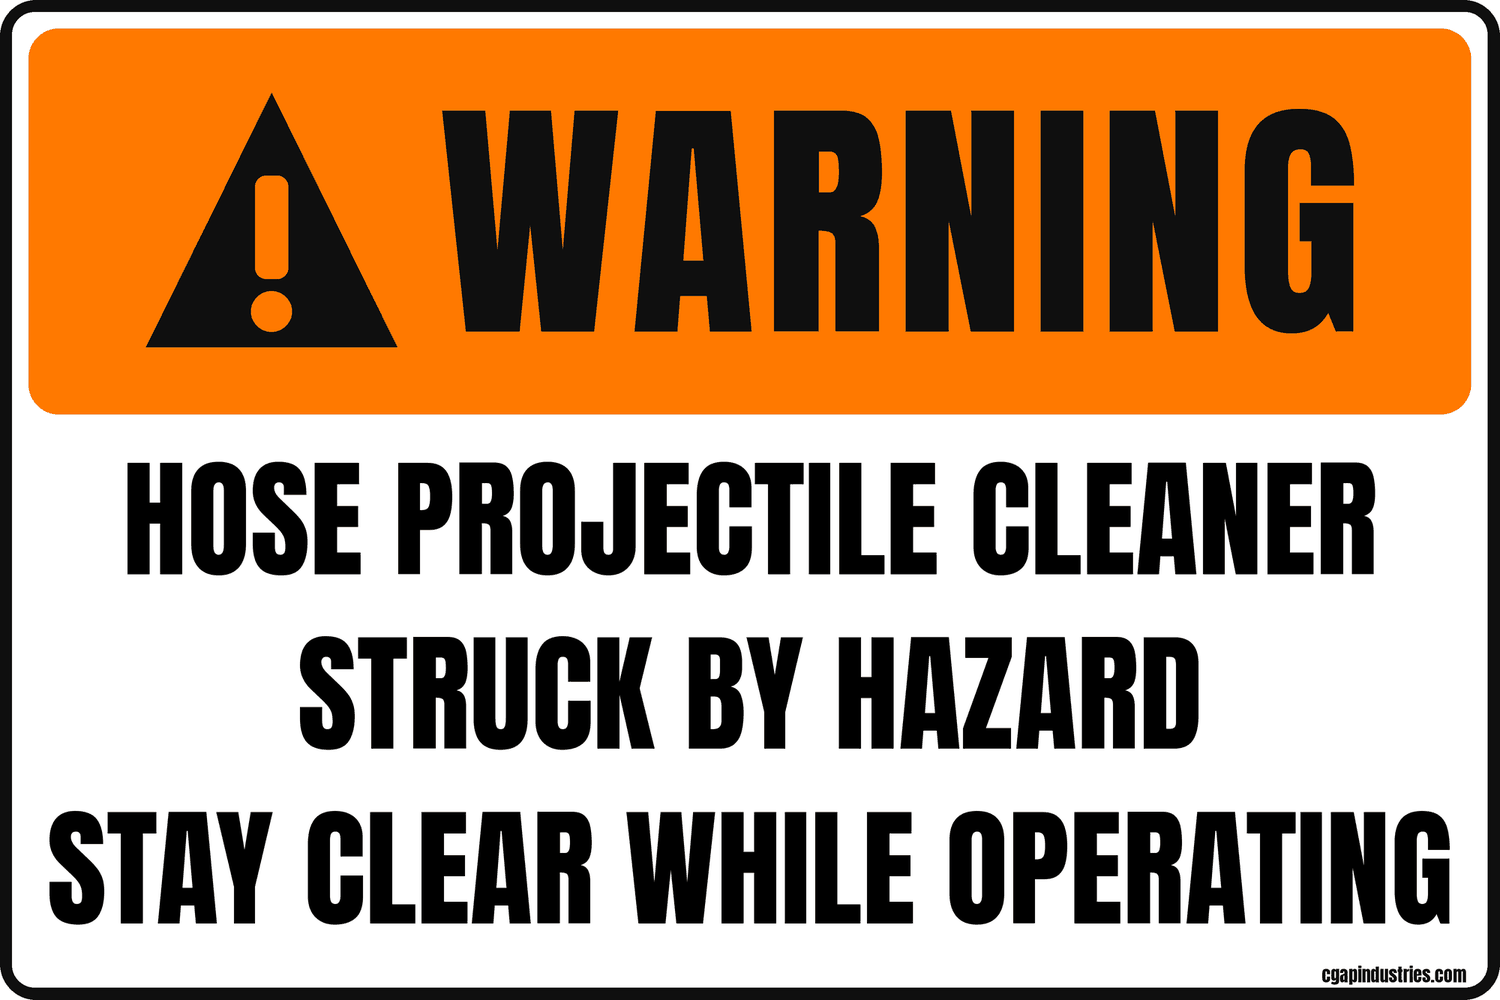 WARNING
HOSE PROJECTILE CLEANER
STRUCK BY HAZARD
STAY CLEAR WHILE OPERATING
cgapindustries.com